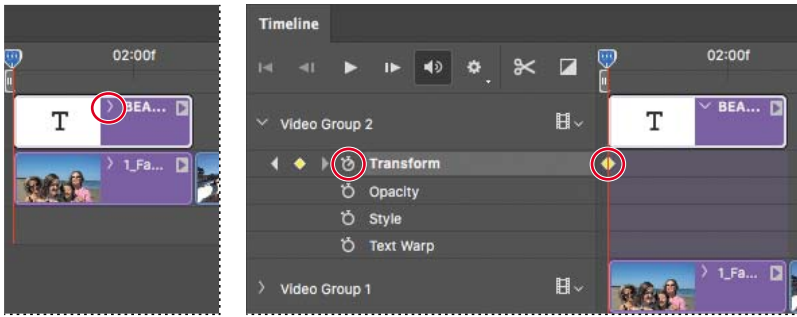 02:00f
T
BEA...
1_Fa...
Timeline
02:00f
Video Group 2
T
BEA...
Transform
Opacity
Style
Text Warp
Video Group 1
1_Fa...